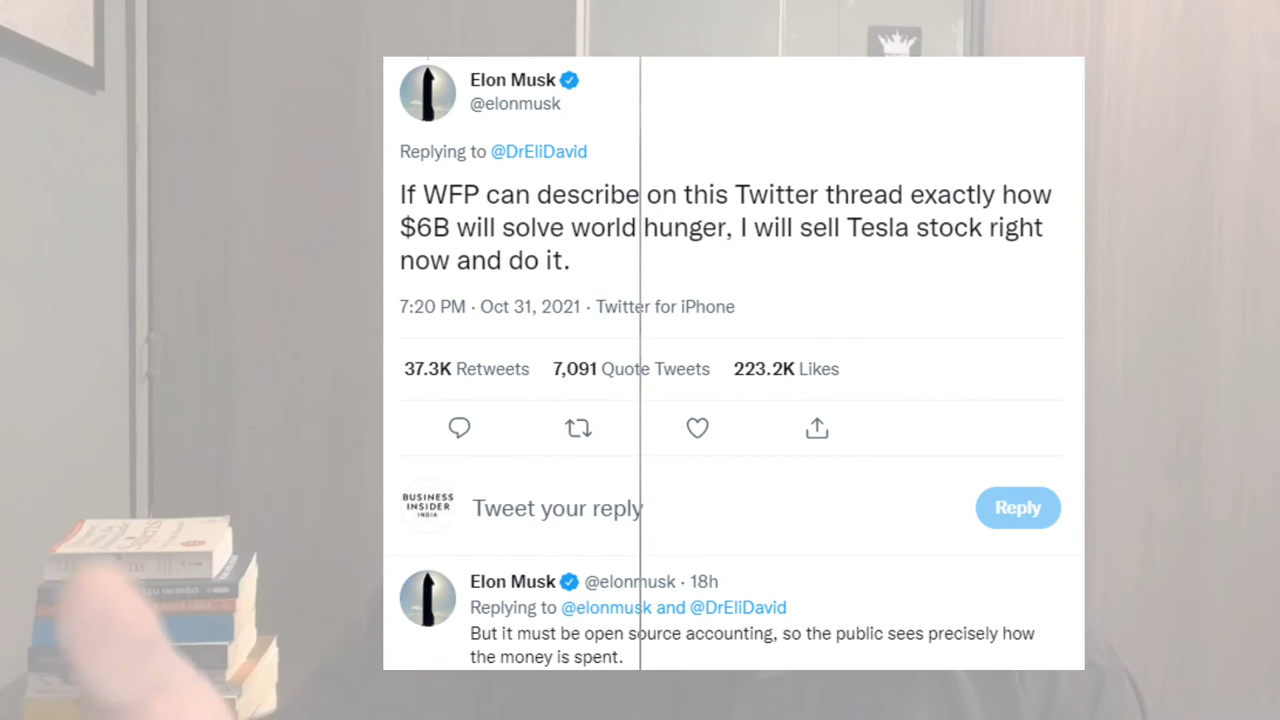 Elon Musk
@elonmusk
Replying to @DrEliDavid
If WFP can describe on this Twitter thread exactly how
$6B will solve world hunger, I will sell Tesla stock right
now and do it.
7:20 PM · Oct 31, 2021 · Twitter for iPhone
37.3K Retweets 7,091 Quote Tweets 223.2K Likes
BUSINESS
INSIDER
INDIA
Tweet your reply
Reply
Elon Musk @elonmusk · 18h
Replying to @elonmusk and @DrEliDavid
But it must be open source accounting, so the public sees precisely how
the money is spent.